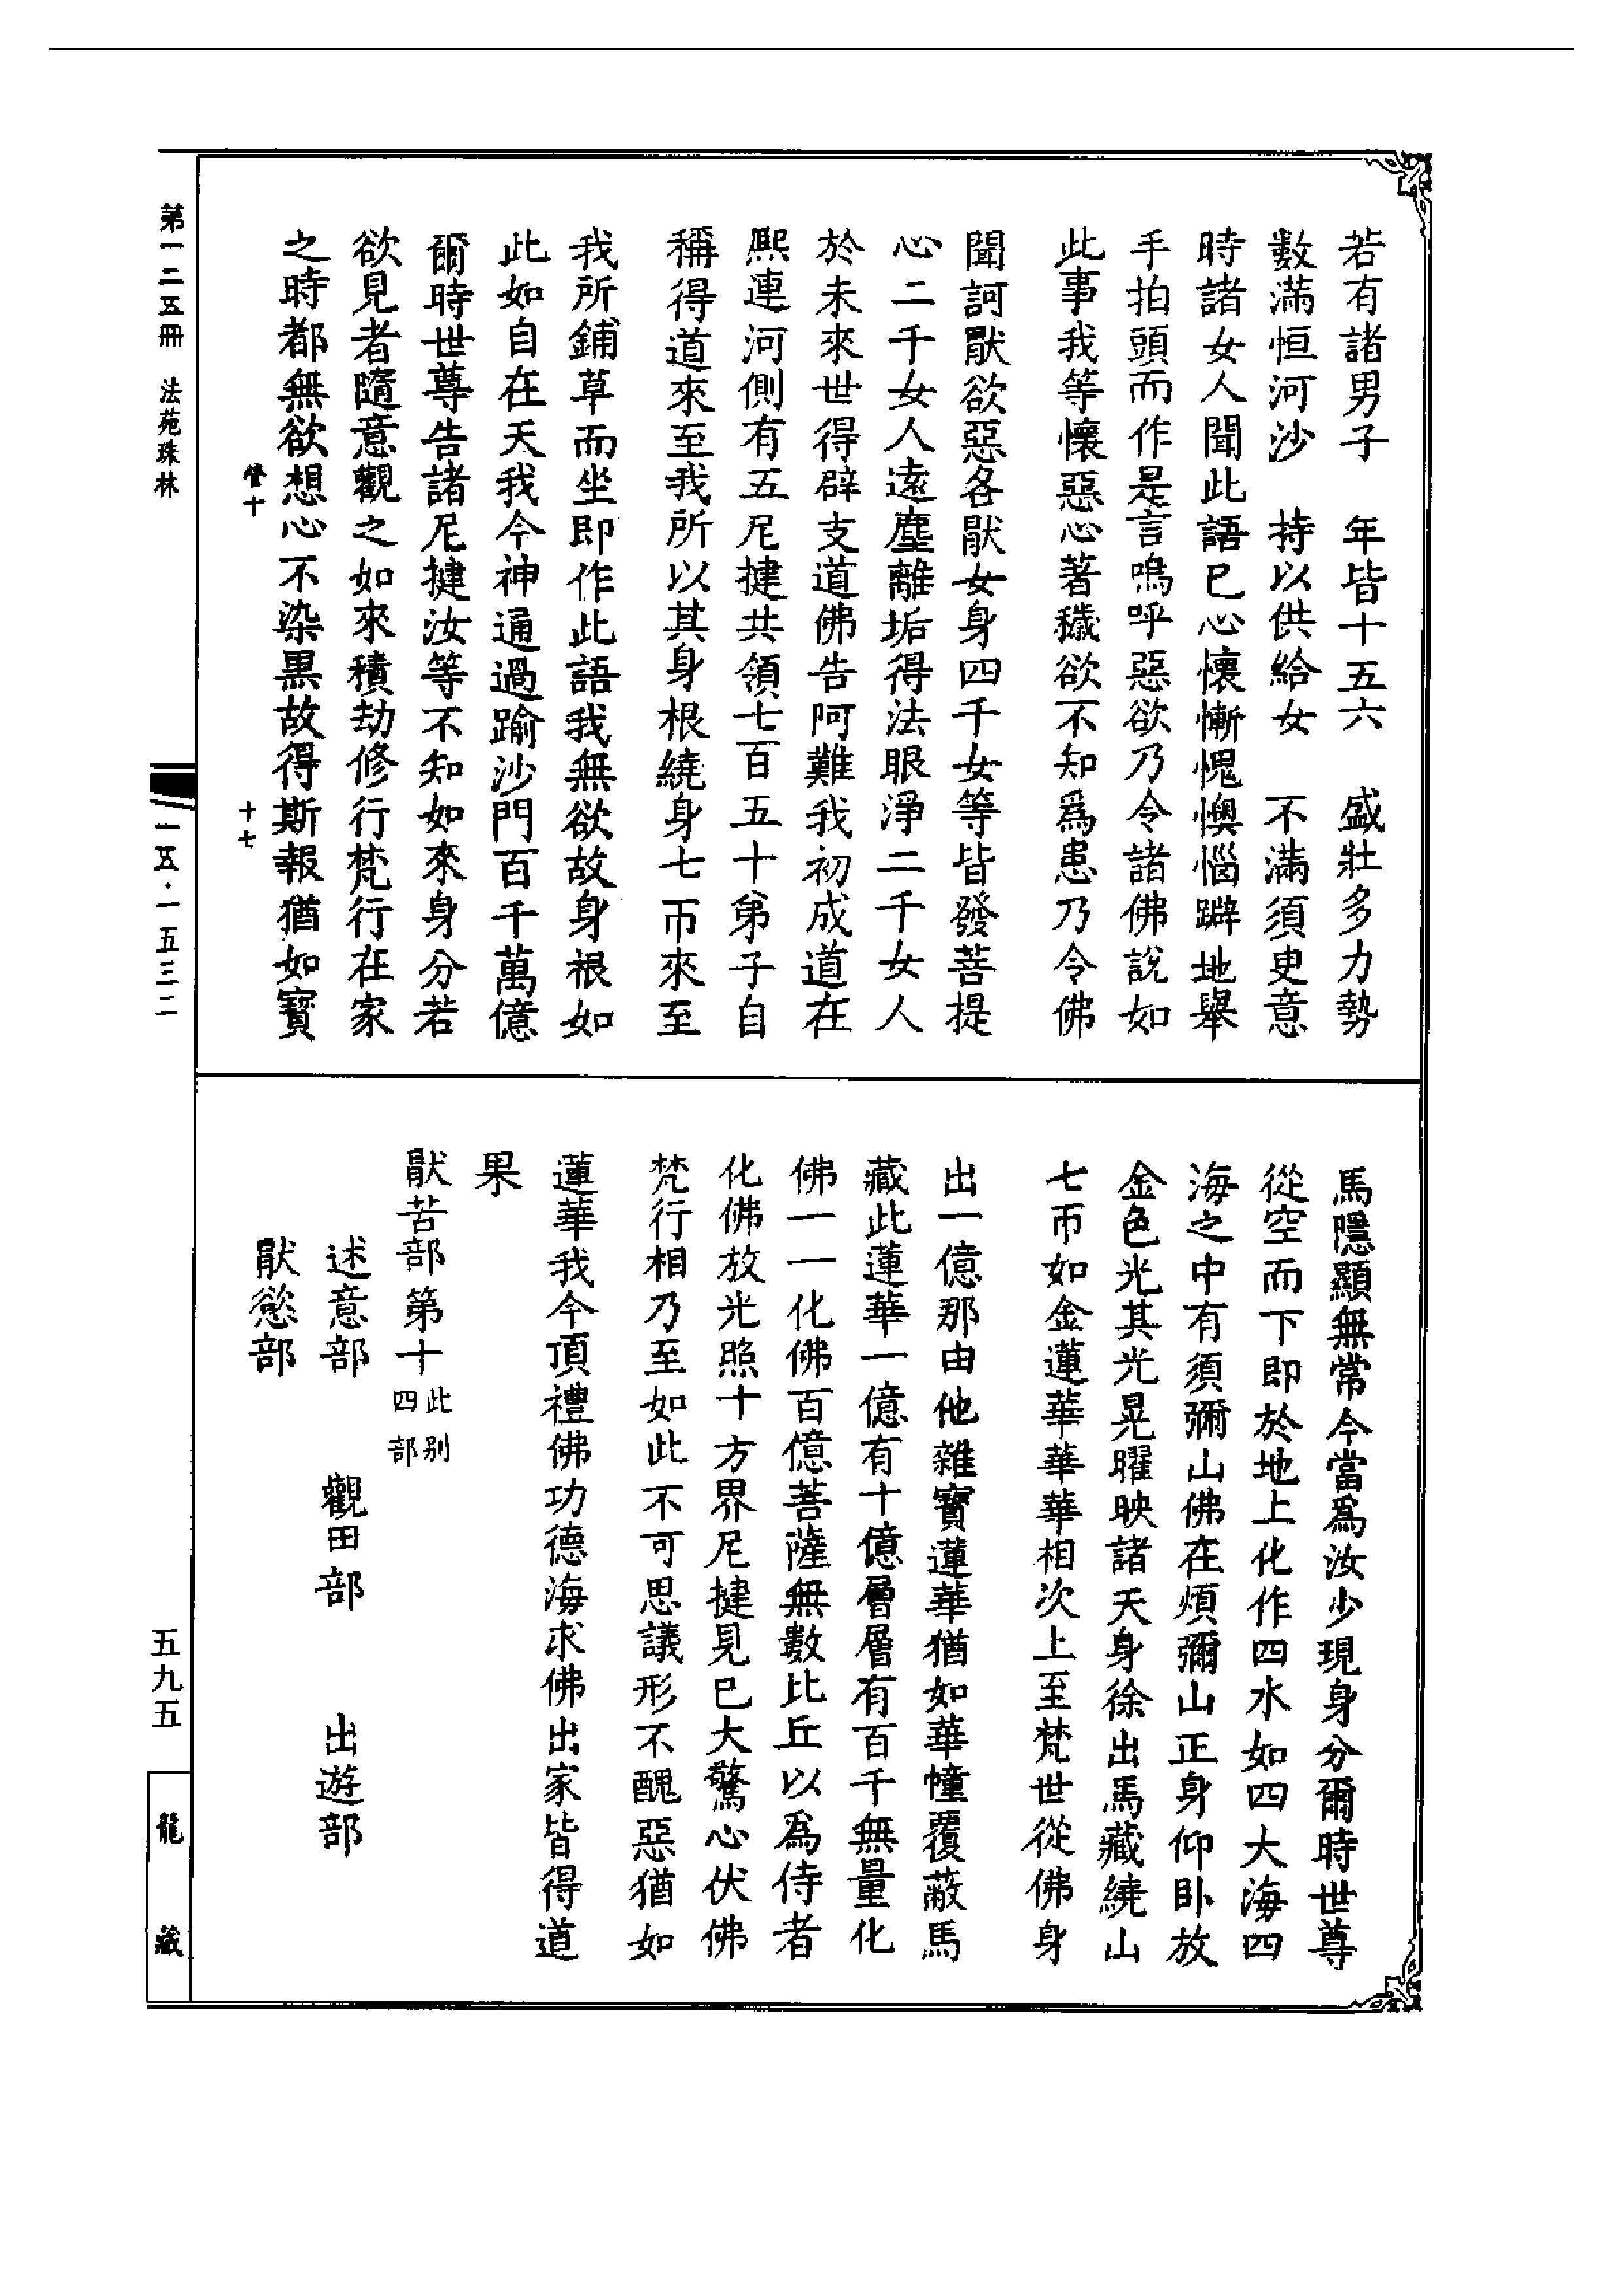 若有諸男子　年皆十五六　盛壯多力勢
數滿恒河沙　持以供給女　不滿須臾意
時諸女人聞此語已心懷慚愧懊惱躃地舉
手拍頭而作是言嗚呼惡欲乃令諸佛說如
此事我等懷惡心著穢欲不知爲患乃令佛
聞訶猒欲惡各猒女身四千女等皆發菩提
心二千女人遠塵離垢得法眼淨二千女人
於未來世得辟支道佛告阿難我初成道在
熈連河側有五尼揵共領七百五十弟子自
稱得道來至我所以其身根繞身七帀來至
我所鋪草而坐即作此語我無欲故身根如
此如自在天我今神通過踰沙門百千萬億
爾時世尊告諸尼揵汝等不知如來身分若
欲見者隨意觀之如來積劫修行梵行在家
之時都無欲想心不染黑故得斯報猶如寳
馬隱顯無常今當爲汝少現身分爾時世尊
從空而下即於地上化作四水如四大海四
海之中有須彌山佛在煩彌山正身仰卧放
金色光其光晃曜映諸天身徐出馬藏繞山
七帀如金蓮華華華相次上至梵世從佛身
出一億那由他雜寳蓮華猶如華幢覆蔽馬
藏此蓮華一億有十億層層有百千無量化
佛一一化佛百億菩薩無數比丘以爲侍者
化佛放光照十方界尼揵見已大驚心伏佛
梵行相乃至如此不可思議形不醜惡猶如
蓮華我今頂禮佛功德海求佛出家皆得道
果
猒苦部第十此别四部
述意部　觀田部　出遊部
猒慾部
營十　十七
第一二五冊　法苑珠林
一五·一五三二
五九五
龍藏